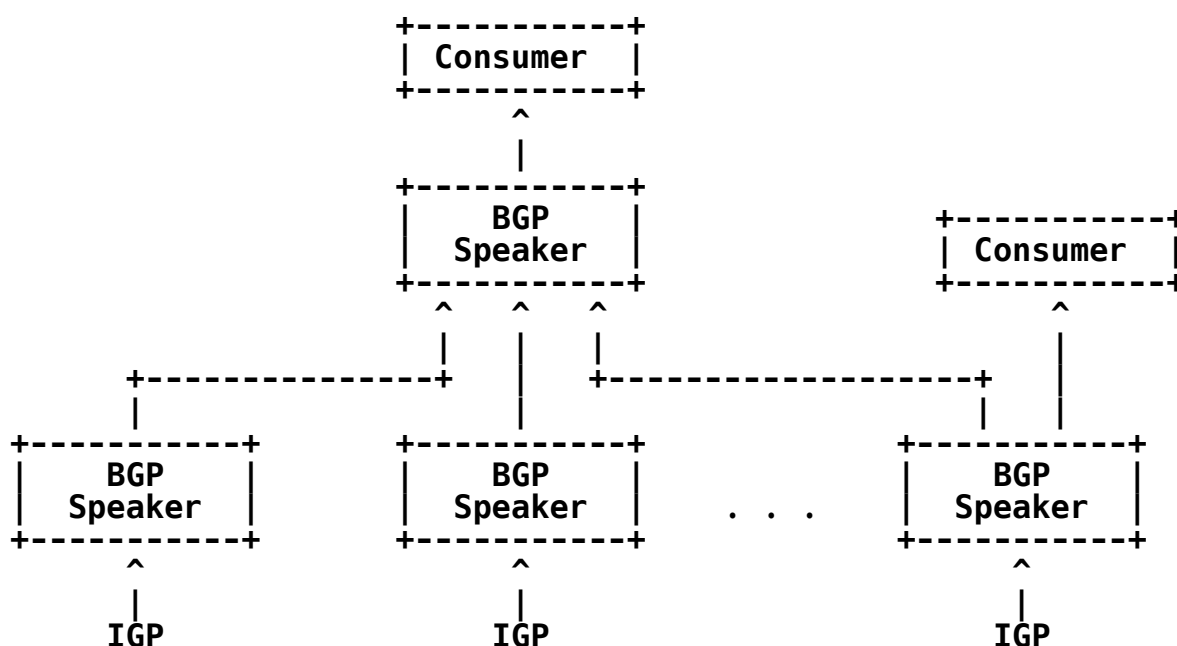 +-----------+
                    |  Consumer |
                    +-----------+
                          ^
                          |
                    +-----------+
                    |    BGP    |               +-----------+
                    |  Speaker  |               | Consumer  |
                    +-----------+               +-----------+
                      ^   ^   ^                       ^
                      |   |   |                       |
      +---------------+   |   +-------------------+   |
      |                   |                       |   |
+-----------+       +-----------+             +-----------+
|    BGP    |       |    BGP    |             |    BGP    |
|  Speaker  |       |  Speaker  |    . . .    |  Speaker  |
+-----------+       +-----------+             +-----------+
      ^                   ^                         ^
      |                   |                         |
     IGP                 IGP                       IGP